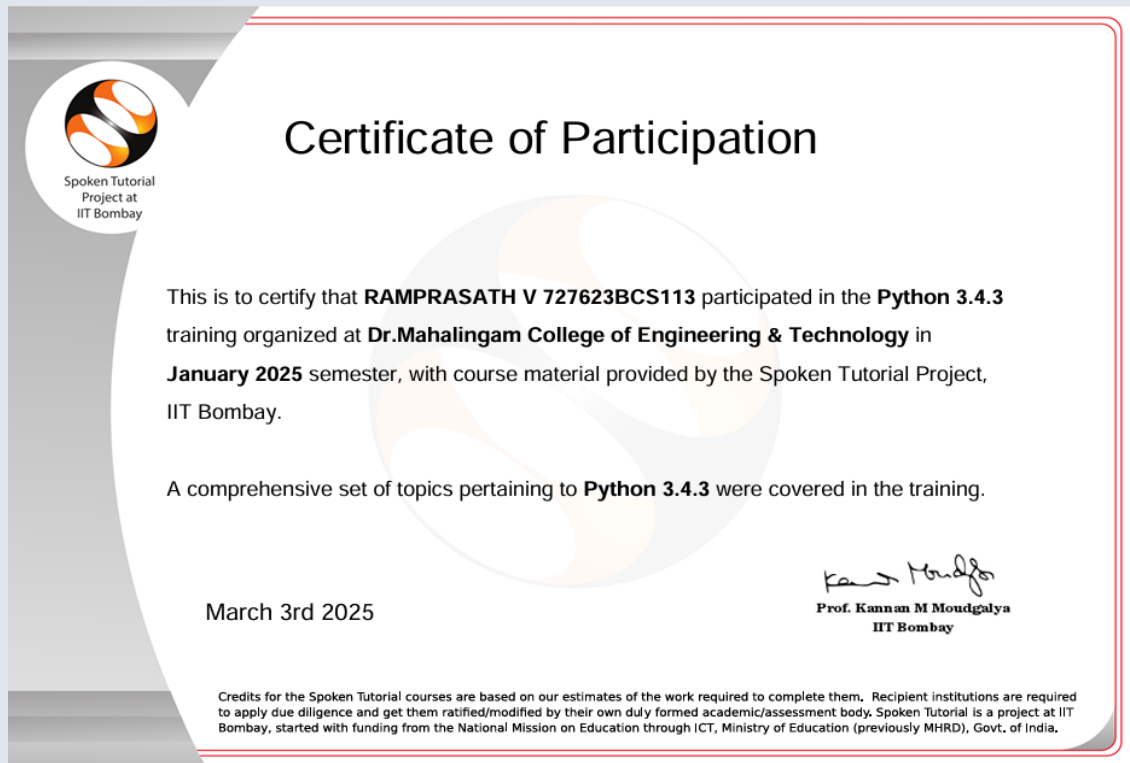 Spoken Tutorial
Project at
IIT Bombay
Certificate of Participation
This is to certify that RAMPRASATH V 727623BCS113 participated in the Python 3.4.3
training organized at Dr.Mahalingam College of Engineering & Technology in
January 2025 semester, with course material provided by the Spoken Tutorial Project,
IIT Bombay.
A comprehensive set of topics pertaining to Python 3.4.3 were covered in the training.
March 3rd 2025
Prof. Kannan M Moudgalya
IIT Bombay
Credits for the Spoken Tutorial courses are based on our estimates of the work required to complete them. Recipient institutions are required
to apply due diligence and get them ratified/modified by their own duly formed academic/assessment body. Spoken Tutorial is a project at IIT
Bombay, started with funding from the National Mission on Education through ICT, Ministry of Education (previously MHRD), Govt. of India.